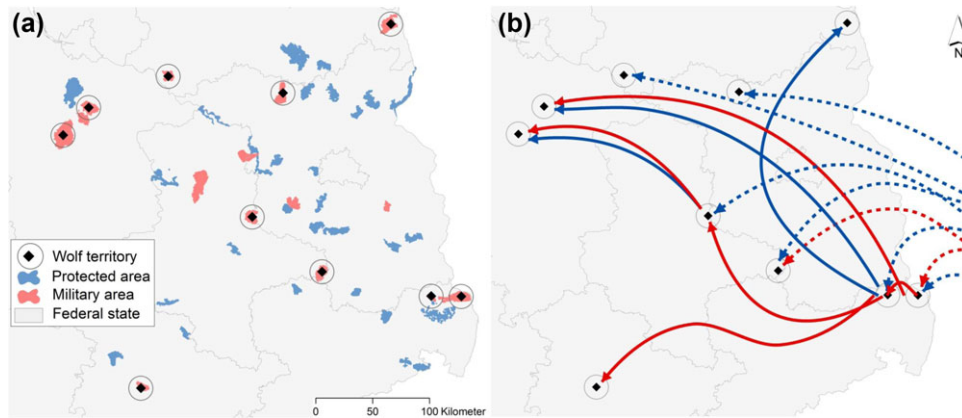 (a)
Wolf territory
Protected area
Military area
Federal state
0 50 100 Kilometer
(b)
N